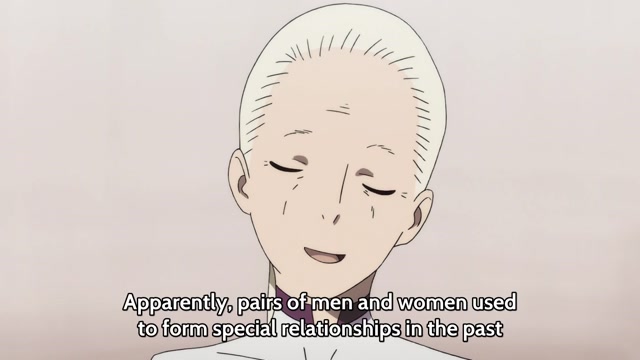 Apparently, pairs of men and women used
to form special relationships in the past